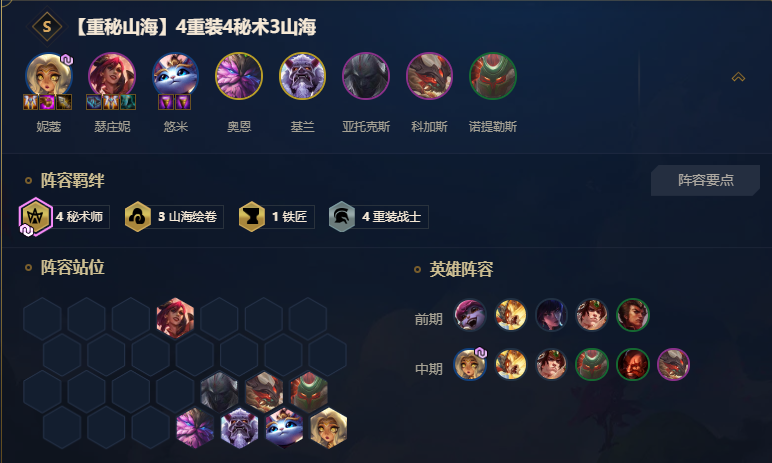 S 【重秘山海】4重装4秘术3山海
妮蔻 瑟庄妮 悠米 奥恩 基兰 亚托克斯 科加斯 诺提勒斯
阵容羁绊 阵容要点
4 秘术师 3 山海绘卷 1 铁匠 4 重装战士
阵容站位 英雄阵容
前期
中期